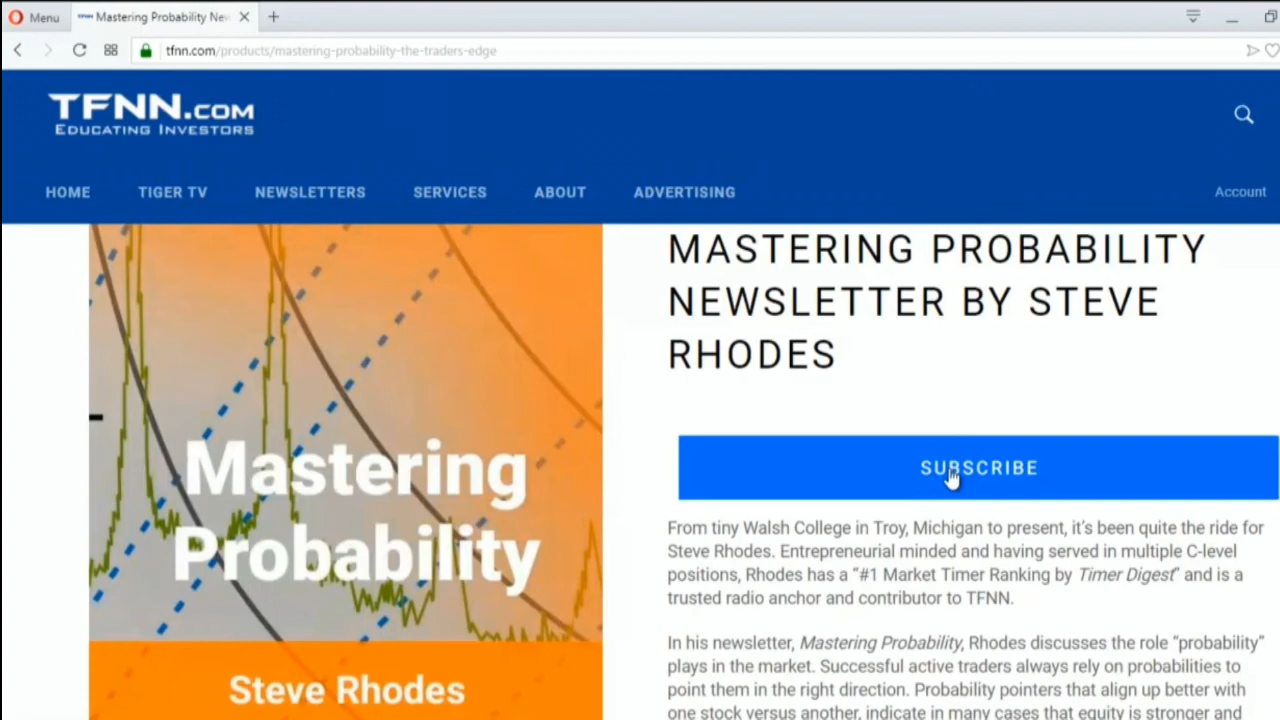 Menu
Mastering Probability New
tfnn.com/products/mastering-probability-the-traders-edge
TFNN.COM
EDUCATING INVESTORS
HOME TIGER TV NEWSLETTERS SERVICES ABOUT ADVERTISING Account
MASTERING PROBABILITY
NEWSLETTER BY STEVE
RHODES
Mastering
Probability
Steve Rhodes
SUBSCRIBE
From tiny Walsh College in Troy, Michigan to present, it's been quite the ride for
Steve Rhodes. Entrepreneurial minded and having served in multiple C-level
positions, Rhodes has a “#1 Market Timer Ranking by Timer Digest” and is a
trusted radio anchor and contributor to TFNN.
In his newsletter, Mastering Probability, Rhodes discusses the role “probability”
plays in the market. Successful active traders always rely on probabilities to
point them in the right direction. Probability pointers that align up better with
one stock versus another, indicate in many cases that equity is stronger and